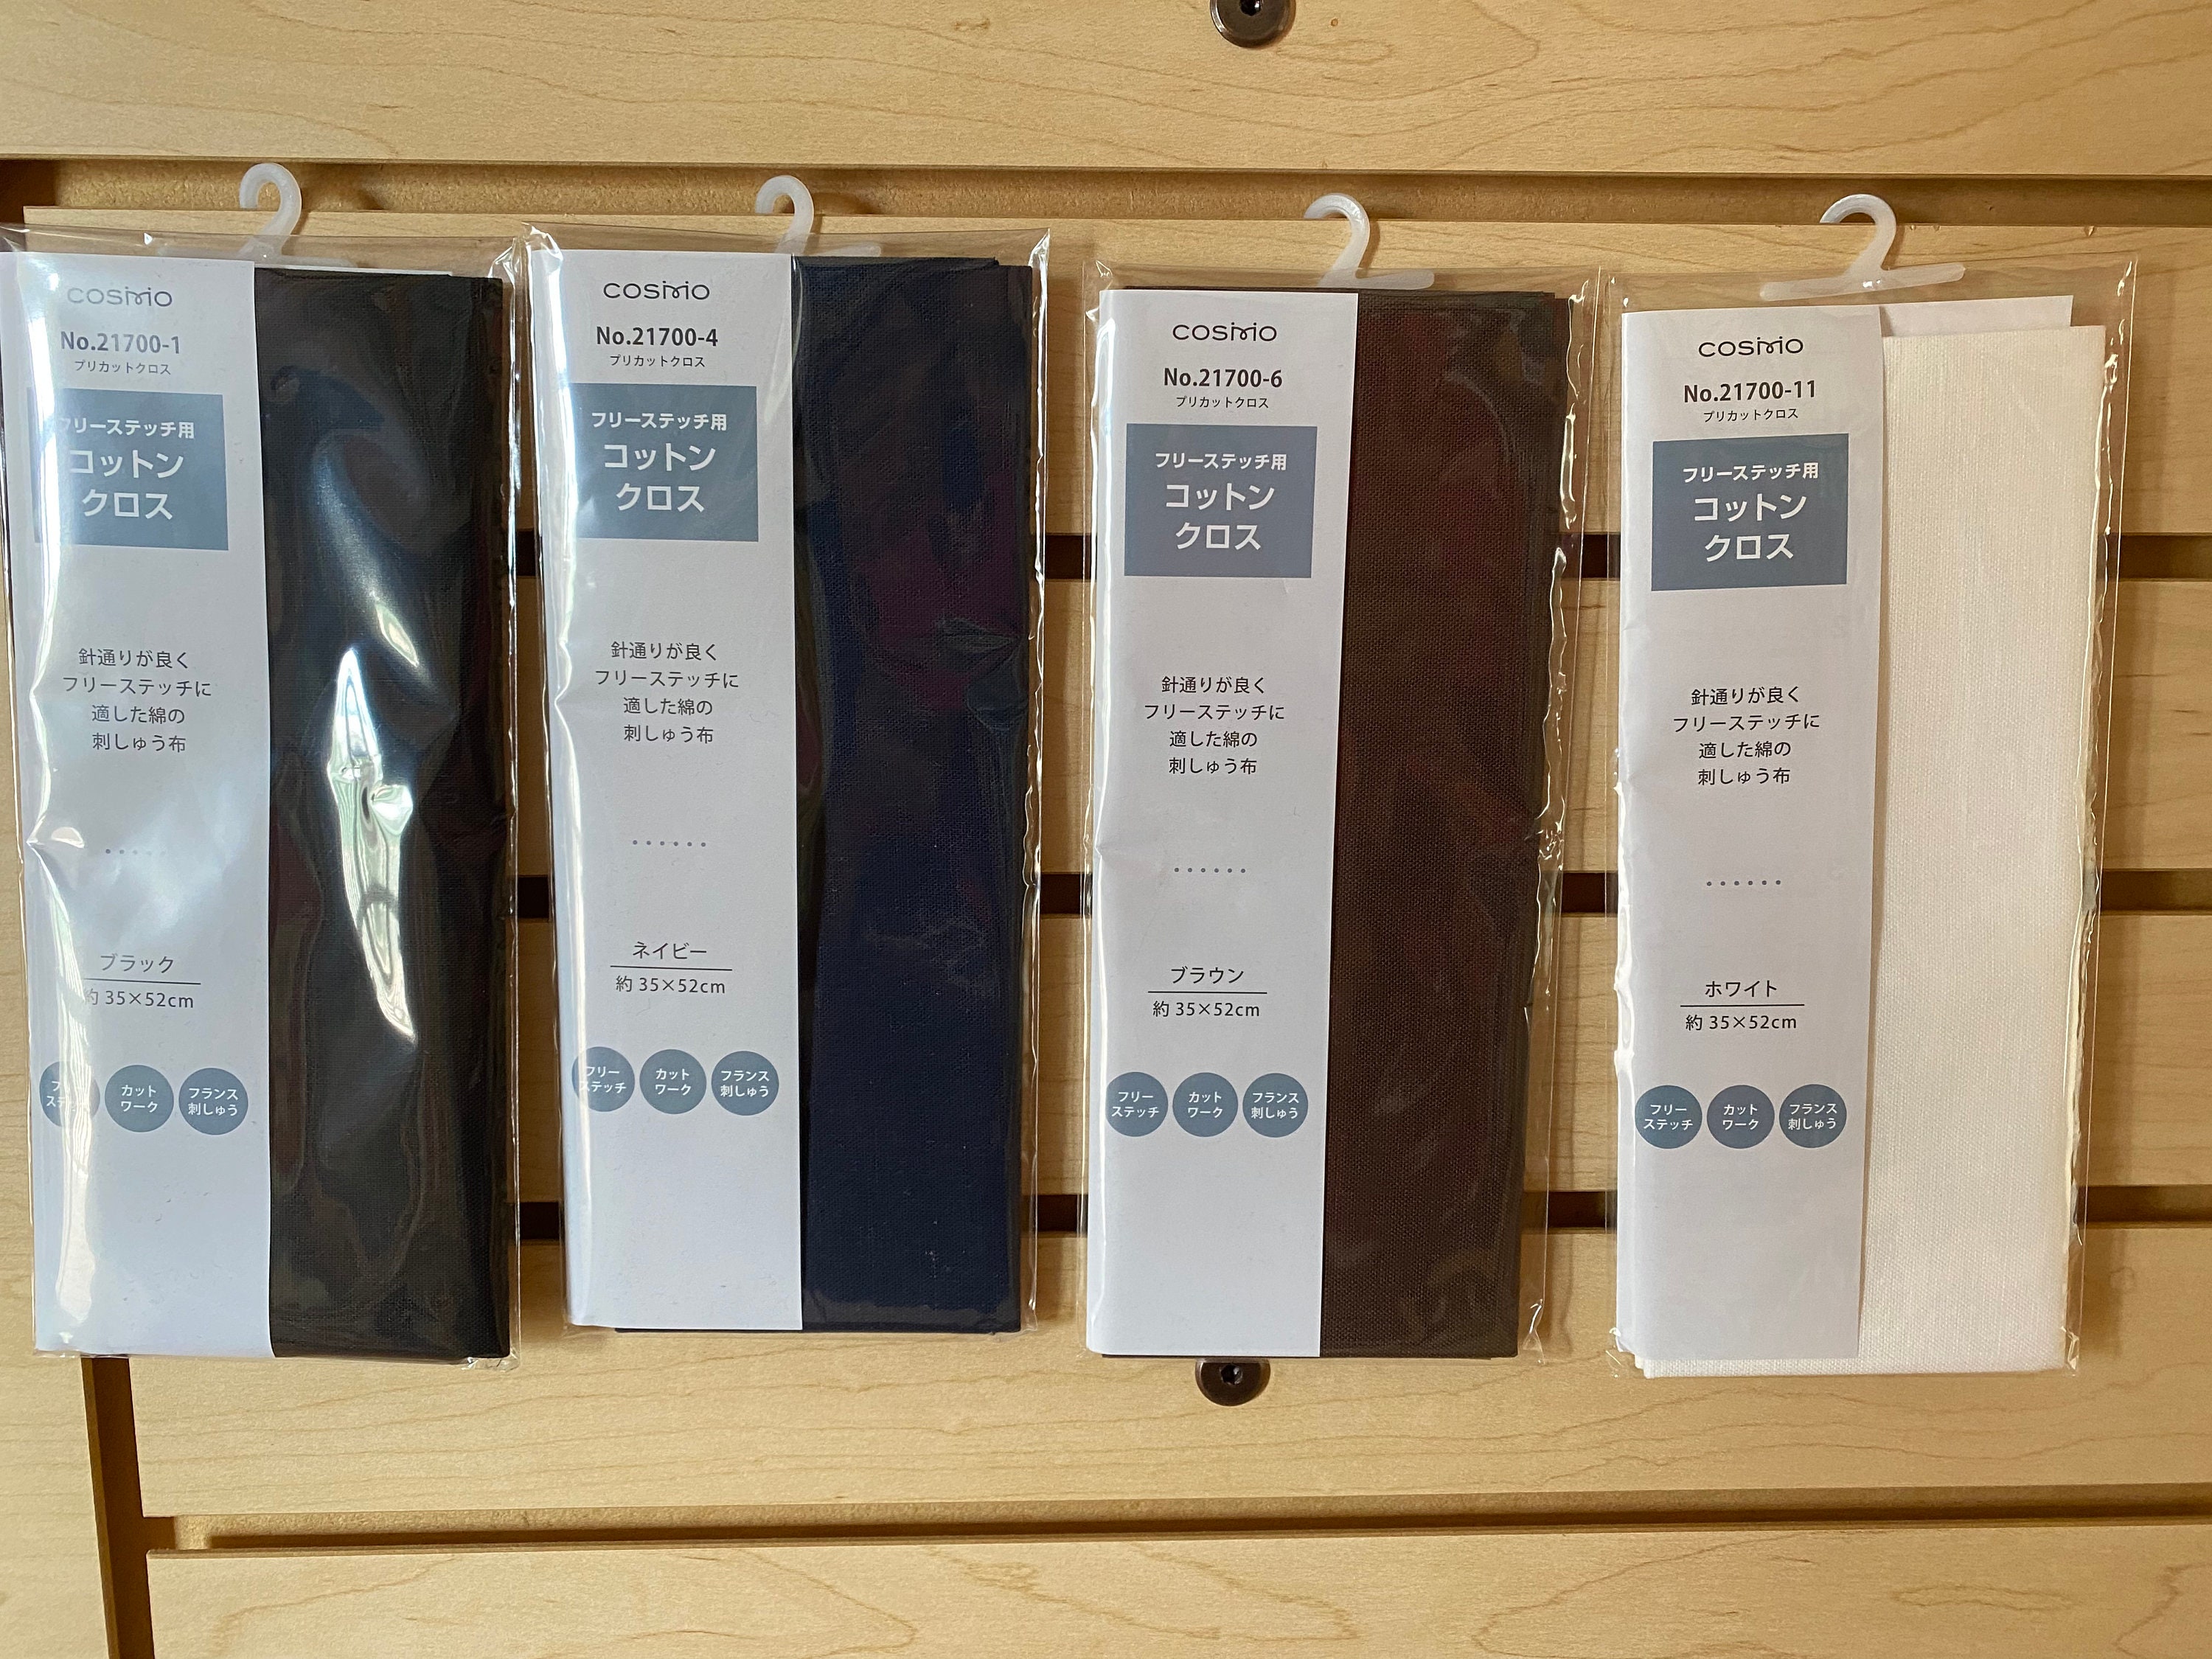 COSMO
No.21700-1
プリカットクロス
フリーステッチ用
コットン
クロス
針通りが良く
フリーステッチに
適した綿の
刺しゅう布
ブラック
約 35×52cm
フリー
ステッチ
カット
ワーク
フランス
刺しゅう
COSMO
No.21700-4
プリカットクロス
フリーステッチ用
コットン
クロス
針通りが良く
フリーステッチに
適した綿の
刺しゅう布
ネイビー
約 35×52cm
フリー
ステッチ
カット
ワーク
フランス
刺しゅう
COSMO
No.21700-6
プリカットクロス
フリーステッチ用
コットン
クロス
針通りが良く
フリーステッチに
適した綿の
刺しゅう布
ブラウン
約 35×52cm
フリー
ステッチ
カット
ワーク
フランス
刺しゅう
COSMO
No.21700-11
プリカットクロス
フリーステッチ用
コットン
クロス
針通りが良く
フリーステッチに
適した綿の
刺しゅう布
ホワイト
約 35×52cm
フリー
ステッチ
カット
ワーク
フランス
刺しゅう